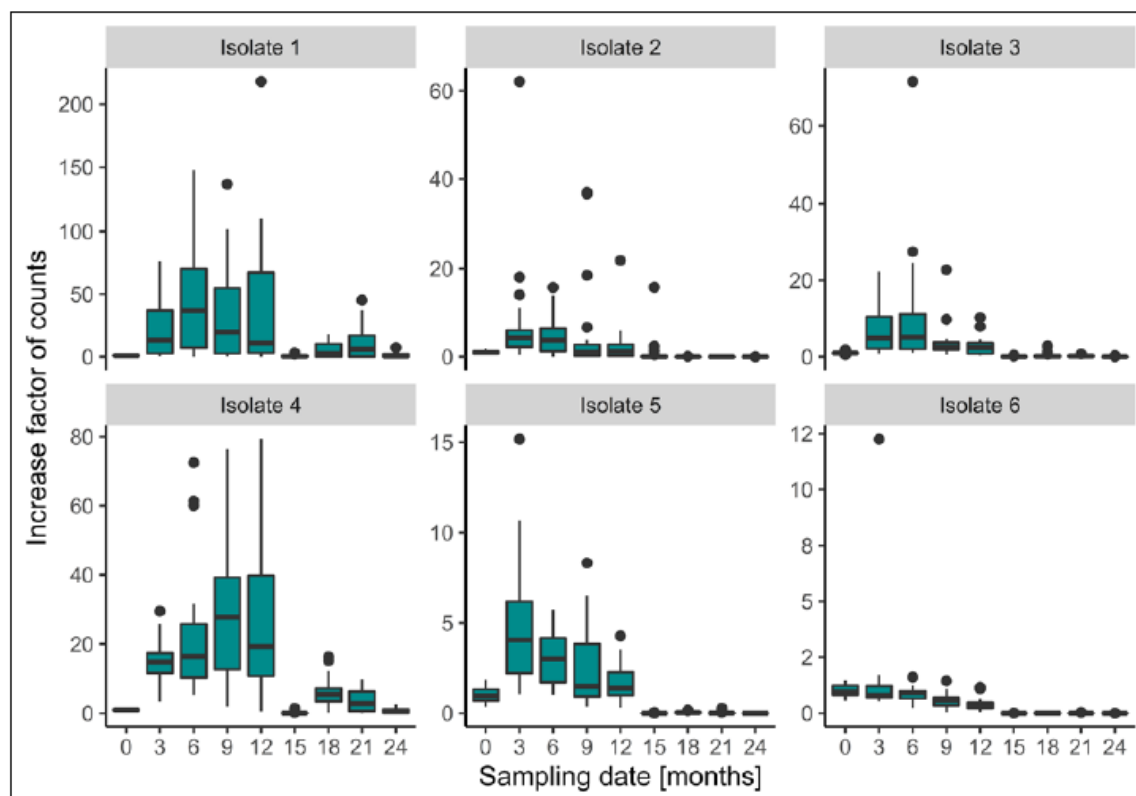 Isolate 1
Isolate 2
Isolate 3
200
150
100
50
0
60
40
20
0
60
40
20
0
Isolate 4
Isolate 5
Isolate 6
80
60
40
20
0
15
10
5
0
12
10
8
5
2
0
0 3 6 9 12 15 18 21 24
0 3 6 9 12 15 18 21 24
0 3 6 9 12 15 18 21 24
Increase factor of counts
Sampling date [months]